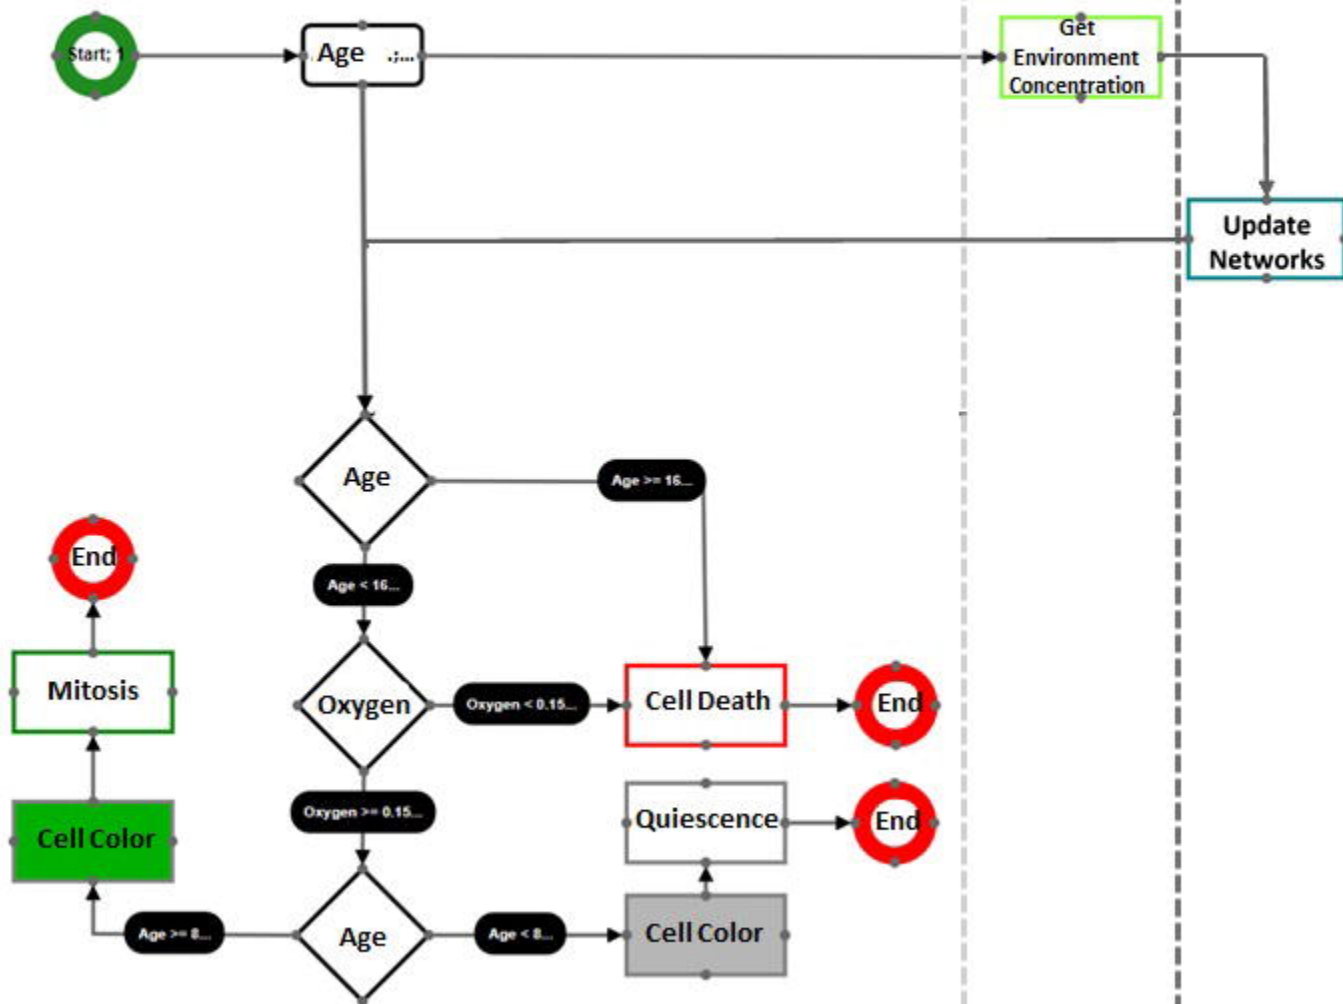 Start; 1
Age .;...
Get
Environment
Concentration
Update
Networks
Age
Age >= 16...
End
Age < 16...
Mitosis
Oxygen
Oxygen < 0.15...
Cell Death
End
Oxygen >= 0.15...
Quiescence
End
Cell Color
Age >= 8...
Age
Age < 8...
Cell Color